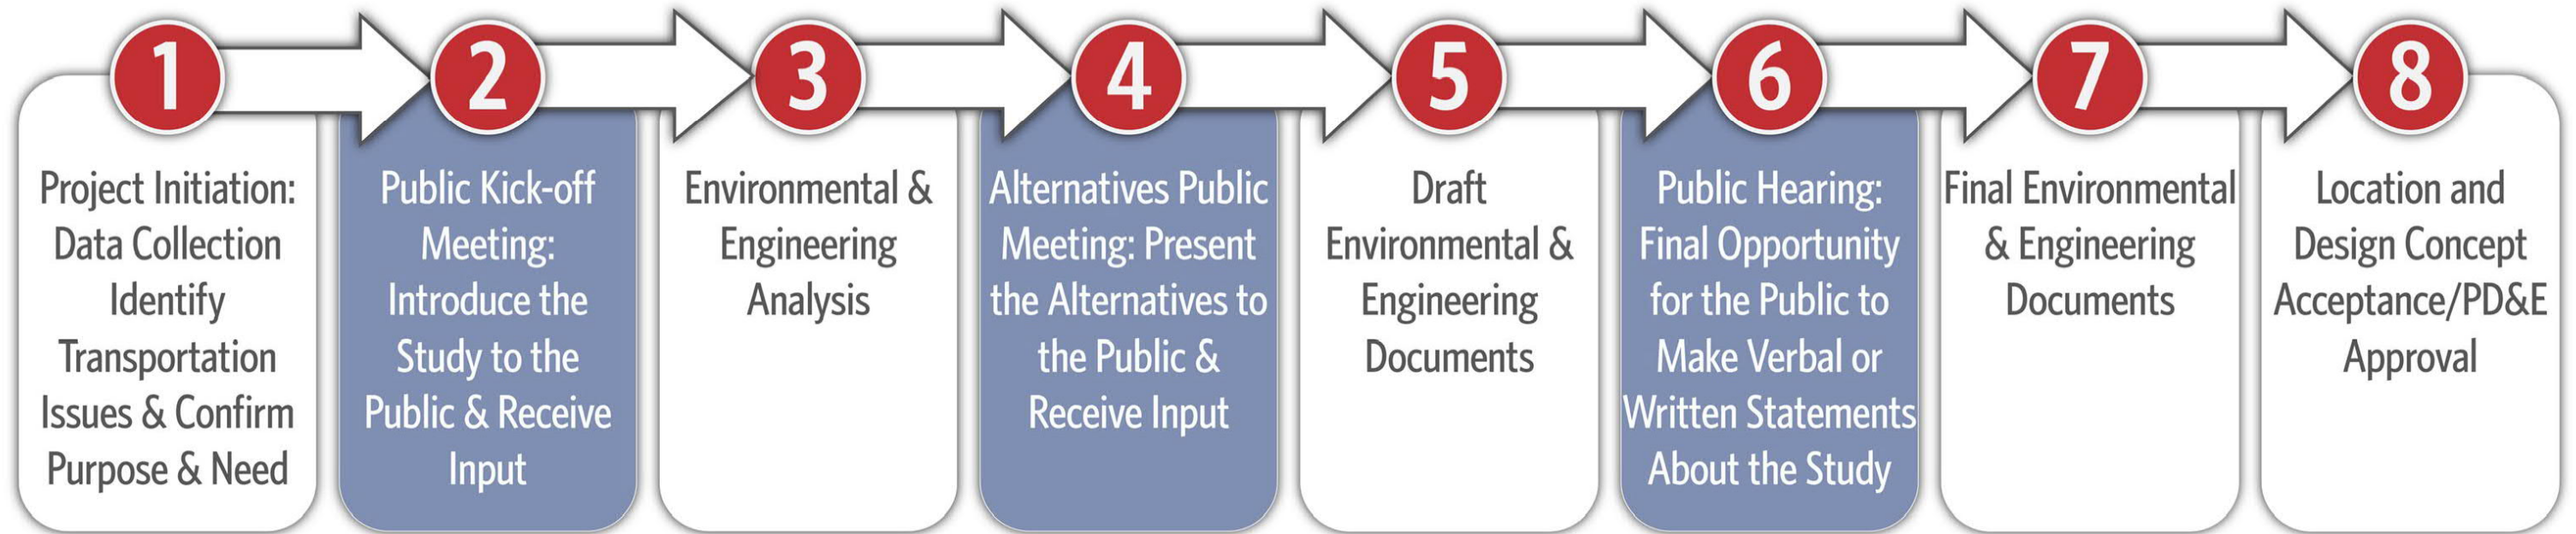 1
Project Initiation:
Data Collection
Identify
Transportation
Issues & Confirm
Purpose & Need
2
Public Kick-off
Meeting:
Introduce the
Study to the
Public & Receive
Input
3
Environmental &
Engineering
Analysis
4
Alternatives Public
Meeting: Present
the Alternatives to
the Public &
Receive Input
5
Draft
Environmental &
Engineering
Documents
6
Public Hearing:
Final Opportunity
for the Public to
Make Verbal or
Written Statements
About the Study
7
Final Environmental
& Engineering
Documents
8
Location and
Design Concept
Acceptance/PD&E
Approval